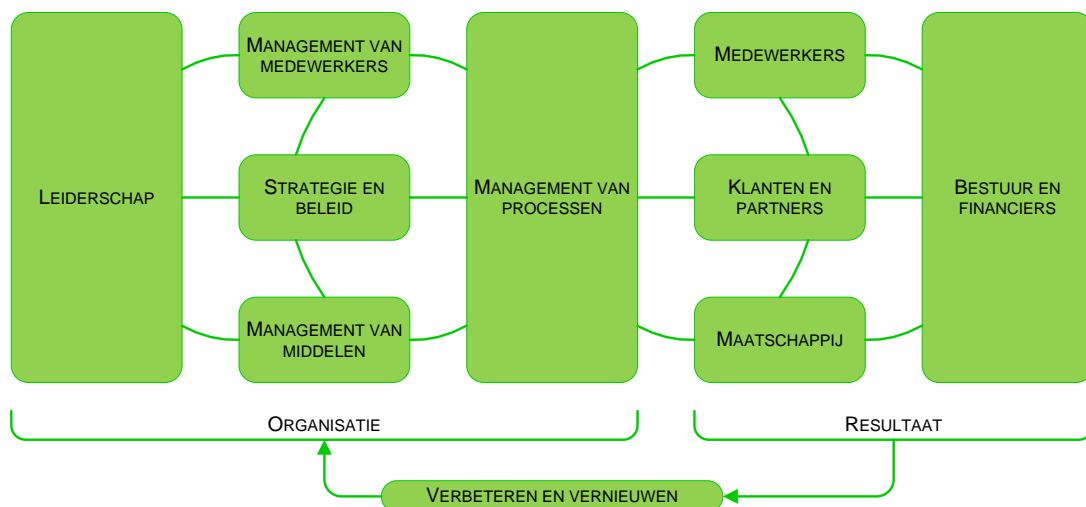 LEIDERSCHAP
MANAGEMENT VAN
MEDEWERKERS
STRATEGIE EN
BELEID
MANAGEMENT VAN
MIDDELEN
MANAGEMENT VAN
PROCESSEN
MEDEWERKERS
KLANTEN EN
PARTNERS
MAATSCHAPPIJ
BESTUUR EN
FINANCIERS
ORGANISATIE
RESULTAAT
VERBETEREN EN VERNIEUWEN